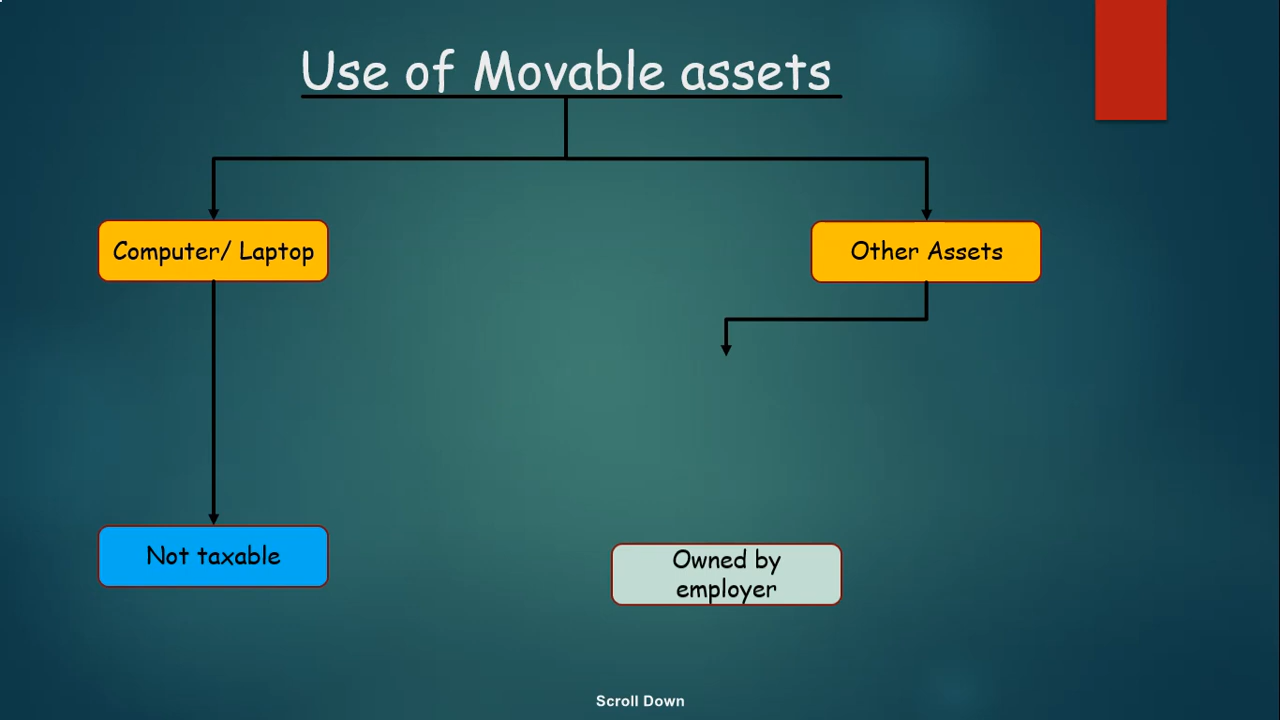 Use of Movable assets
Computer/ Laptop
Other Assets
Not taxable
Owned by
employer
Scroll Down